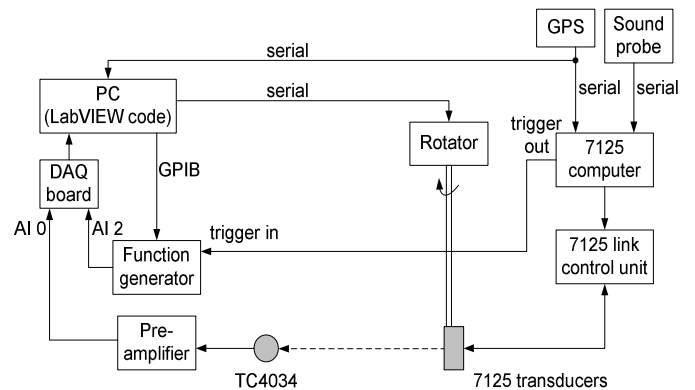 GPS
Sound
probe
serial
serial
serial
PC
(LabVIEW code)
serial
trigger
out
Rotator
7125
computer
GPIB
DAQ
board
AI 0
AI 2
trigger in
Function
generator
7125 link
control unit
Pre-
amplifier
TC4034
7125 transducers